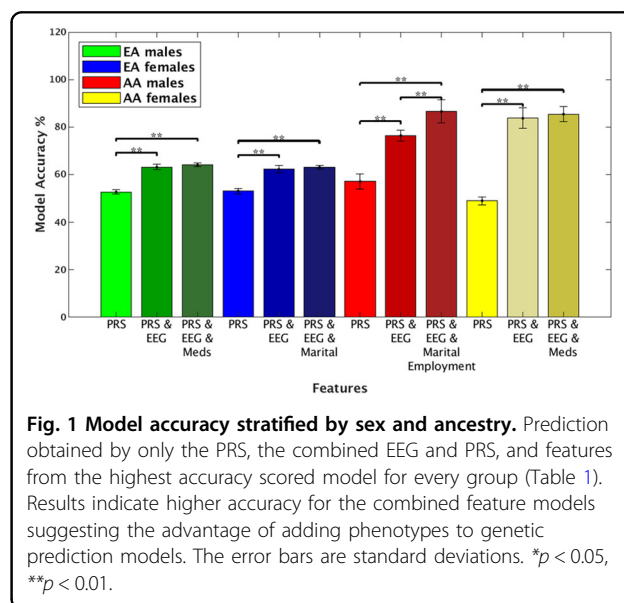 120
100
80
60
40
20
0
Model Accuracy %
EA males
EA females
AA males
AA females
** ** ** ** ** ** ** ** **
PRS PRS & EEG PRS & EEG & Meds PRS PRS & EEG PRS & EEG & Marital PRS PRS & EEG PRS & EEG & Marital Employment PRS PRS & EEG PRS & EEG & Meds
Features
Fig. 1 Model accuracy stratified by sex and ancestry. Prediction
obtained by only the PRS, the combined EEG and PRS, and features
from the highest accuracy scored model for every group (Table 1).
Results indicate higher accuracy for the combined feature models
suggesting the advantage of adding phenotypes to genetic
prediction models. The error bars are standard deviations. *p < 0.05,
**p < 0.01.